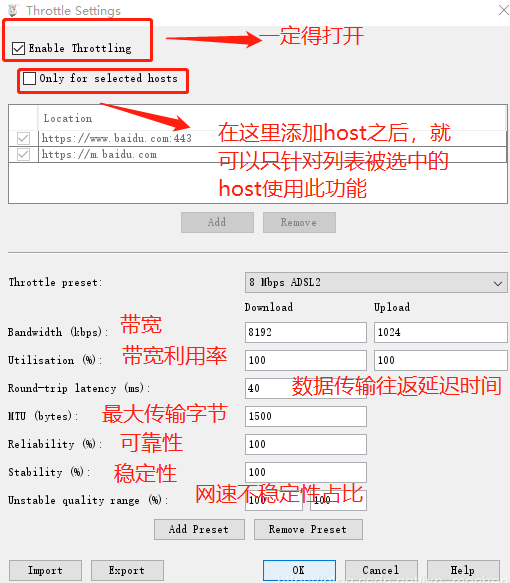 Throttle Settings
Enable Throttling
一定得打开
Only for selected hosts
Location
https://www.baidu.com:443
https://m.baidu.com
在这里添加host之后，就
可以只针对列表被选中的
host使用此功能
Add Remove
Throttle preset: 8 Mbps ADSL2
Download Upload
Bandwidth (kbps): 带宽 8192 1024
Utilisation (%): 带宽利用率 100 100
Round-trip latency (ms): 40 数据传输往返延迟时间
MTU (bytes): 最大传输字节 1500
Reliability (%): 可靠性 100
Stability (%): 稳定性 100
Unstable quality range (%): 网速不稳定性占比 100 100
Add Preset Remove Preset
Import Export OK Cancel Help